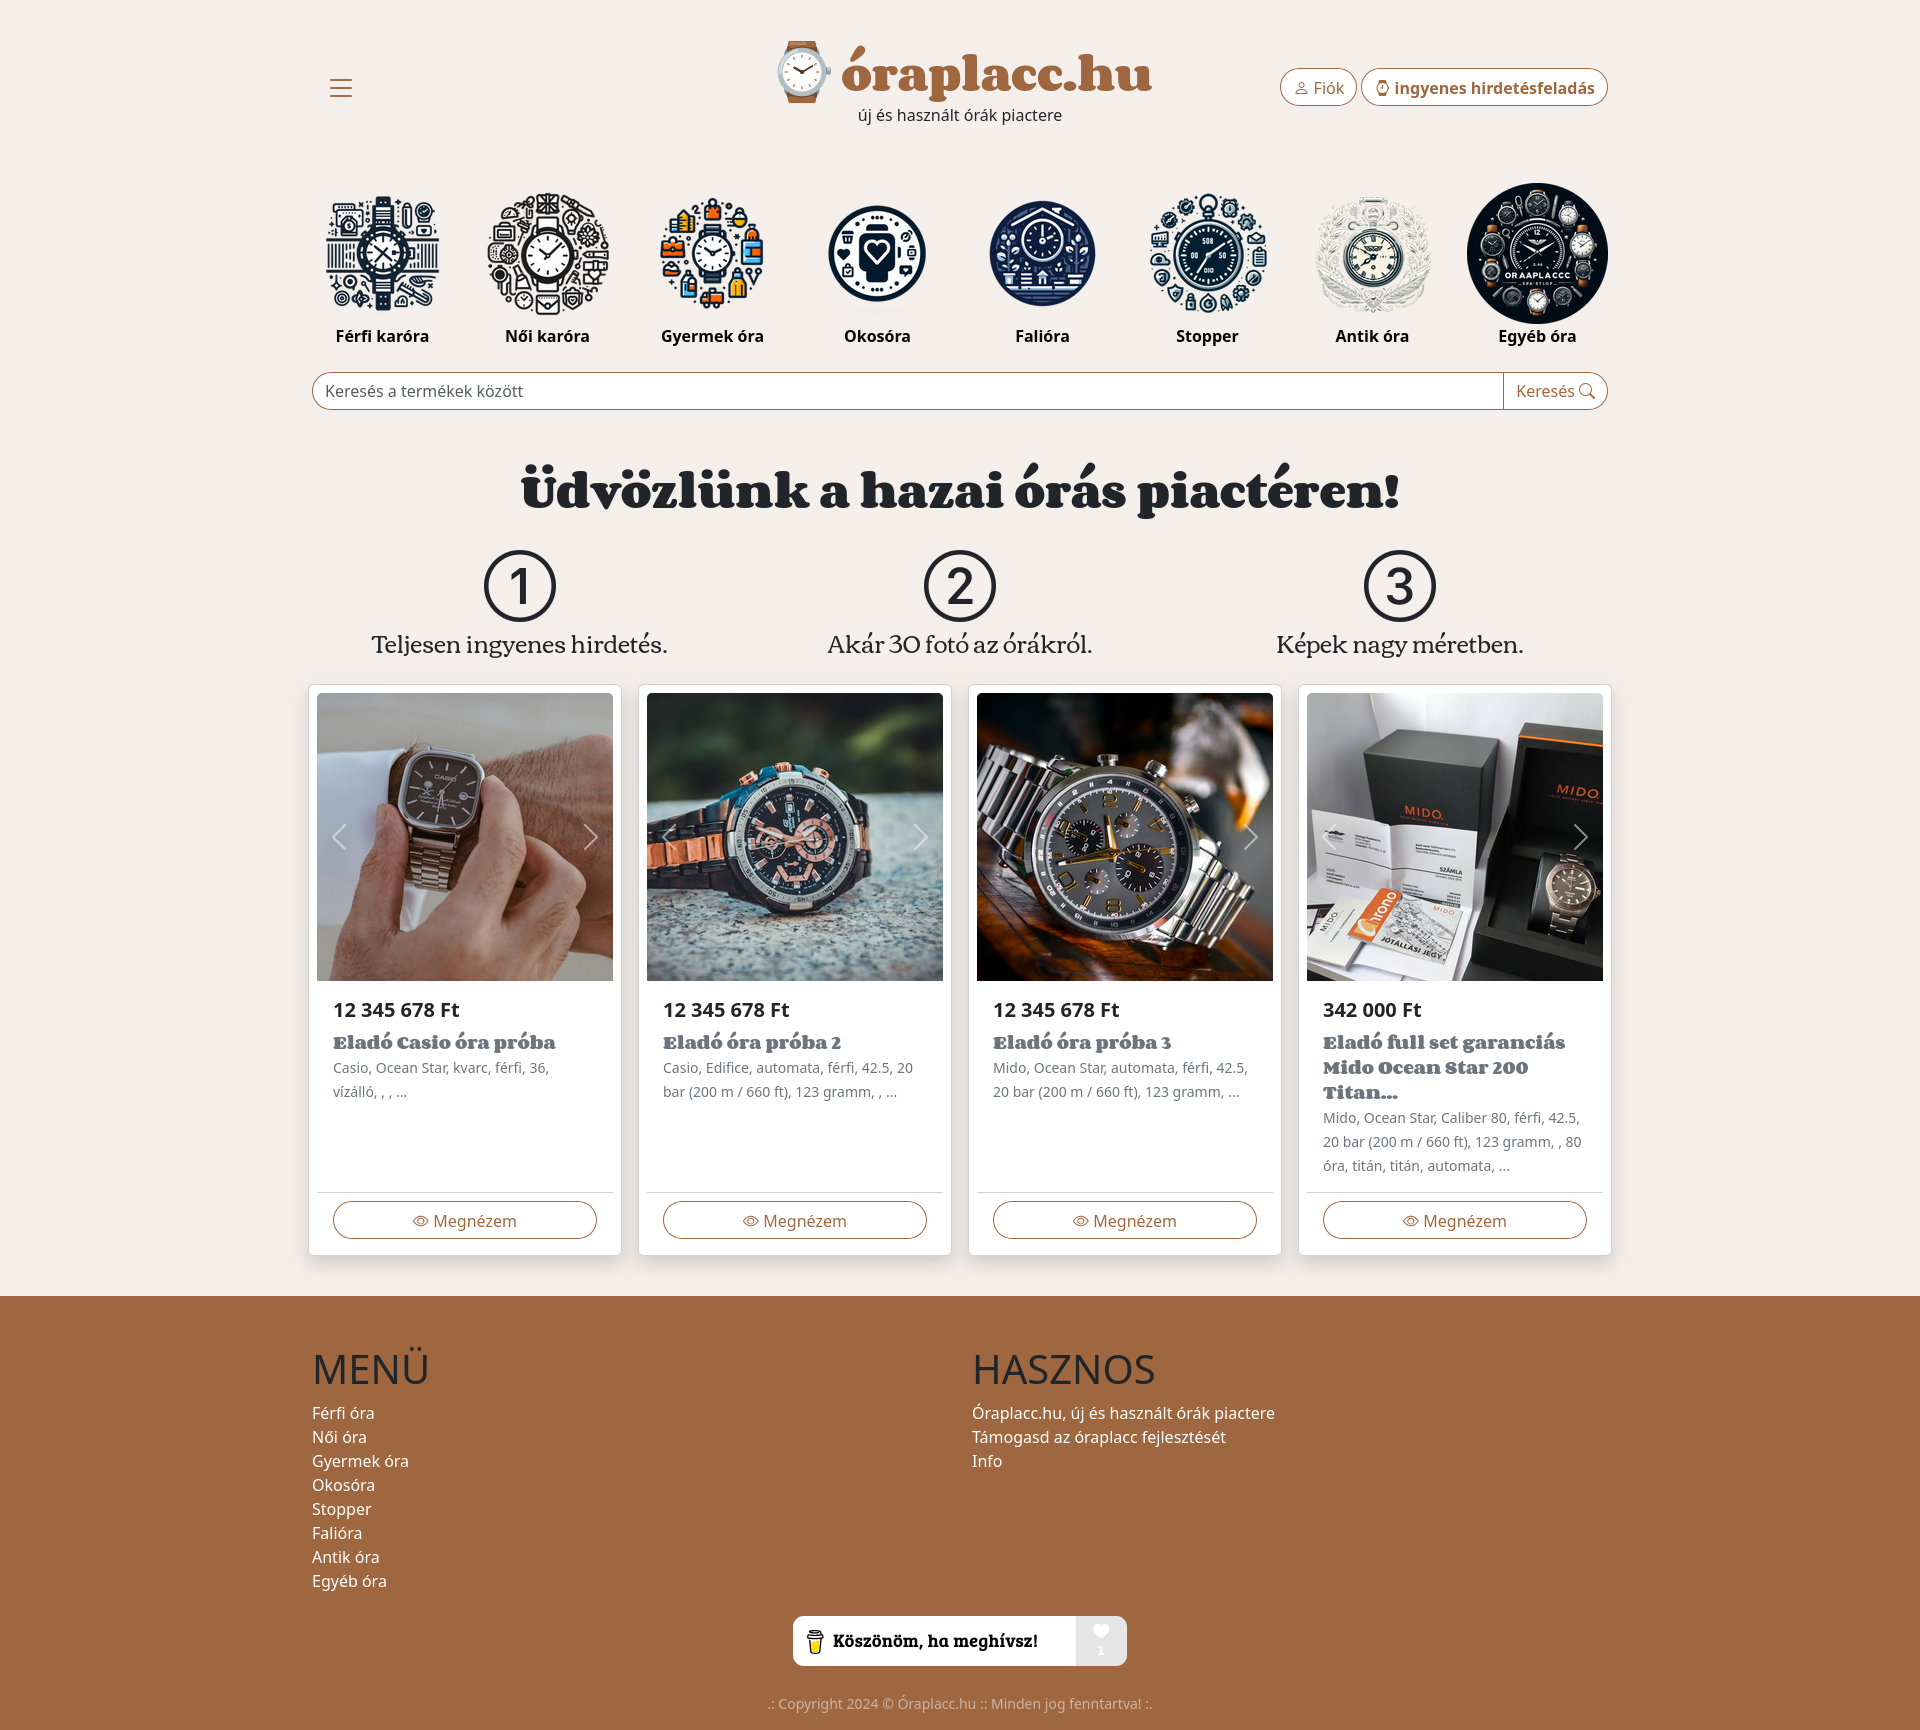 óraplacc.hu
új és használt órák piactere
Fiók
ingyenes hirdetésfeladás
ORAAPLACCC
Férfi karóra
Női karóra
Gyermek óra
Okosóra
Falióra
Stopper
Antik óra
Egyéb óra
Keresés a termékek között
Keresés
Üdvözlünk a hazai órás piactéren!
1
2
3
Teljesen ingyenes hirdetés.
Akár 30 fotó az órákról.
Képek nagy méretben.
CASIO
MIDO
MIDO
SZÁMLA
MIDO
MIDO
JÓTÁLLÁSI JEGY
12 345 678 Ft
Eladó Casio óra próba
Casio, Ocean Star, kvarc, férfi, 36,
vízálló, , , ...
Megnézem
12 345 678 Ft
Eladó óra próba 2
Casio, Edifice, automata, férfi, 42.5, 20
bar (200 m / 660 ft), 123 gramm, , ...
Megnézem
12 345 678 Ft
Eladó óra próba 3
Mido, Ocean Star, automata, férfi, 42.5,
20 bar (200 m / 660 ft), 123 gramm, ...
Megnézem
342 000 Ft
Eladó full set garanciás
Mido Ocean Star 200
Titan...
Mido, Ocean Star, Caliber 80, férfi, 42.5,
20 bar (200 m / 660 ft), 123 gramm, , 80
óra, titán, titán, automata, ...
Megnézem
MENÜ
Férfi óra
Női óra
Gyermek óra
Okosóra
Stopper
Falióra
Antik óra
Egyéb óra
HASZNOS
Óraplacc.hu, új és használt órák piactere
Támogasd az óraplacc fejlesztését
Info
Köszönöm, ha meghívsz!
1
.: Copyright 2024 © Óraplacc.hu :: Minden jog fenntartva! :.